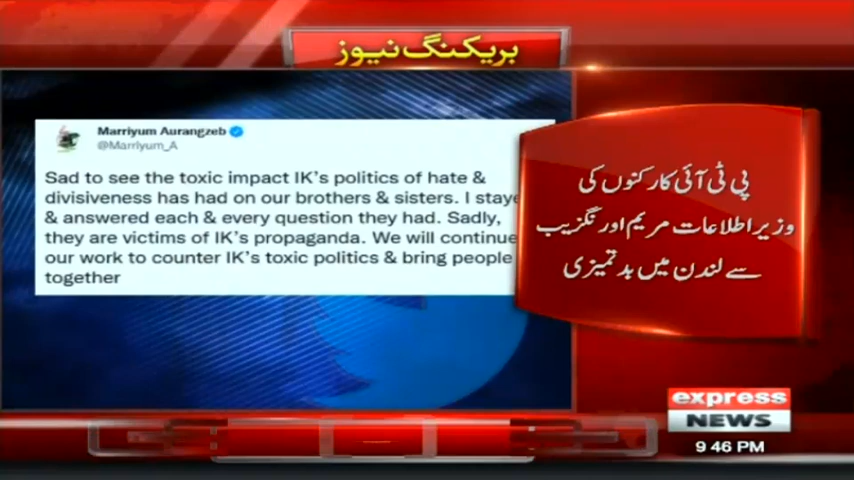 بریکنگ نیوز
Marriyum Aurangzeb
@Marriyum_A
Sad to see the toxic impact IK's politics of hate &
divisiveness has had on our brothers & sisters. I staye
& answered each & every question they had. Sadly,
they are victims of IK's propaganda. We will continue
our work to counter IK's toxic politics & bring people
together
پی ٹی آئی کارکنوں کی
وزیر اطلاعات مریم اورنگزیب
سے لندن میں بدتمیزی
express
NEWS
9 46 PM